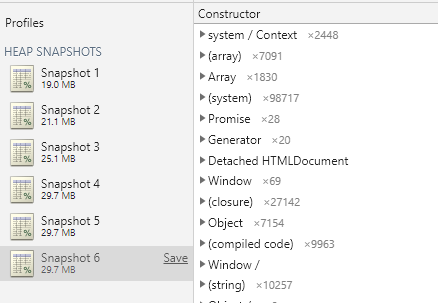 Profiles
HEAP SNAPSHOTS
Snapshot 1
19.0 MB
Snapshot 2
21.1 MB
Snapshot 3
25.1 MB
Snapshot 4
29.7 MB
Snapshot 5
29.7 MB
Snapshot 6 Save
29.7 MB
Constructor
system / Context ×2448
(array) ×7091
Array ×1830
(system) ×98717
Promise ×28
Generator ×20
Detached HTMLDocument
Window ×69
(closure) ×27142
Object ×7154
(compiled code) ×9963
Window /
(string) ×10257